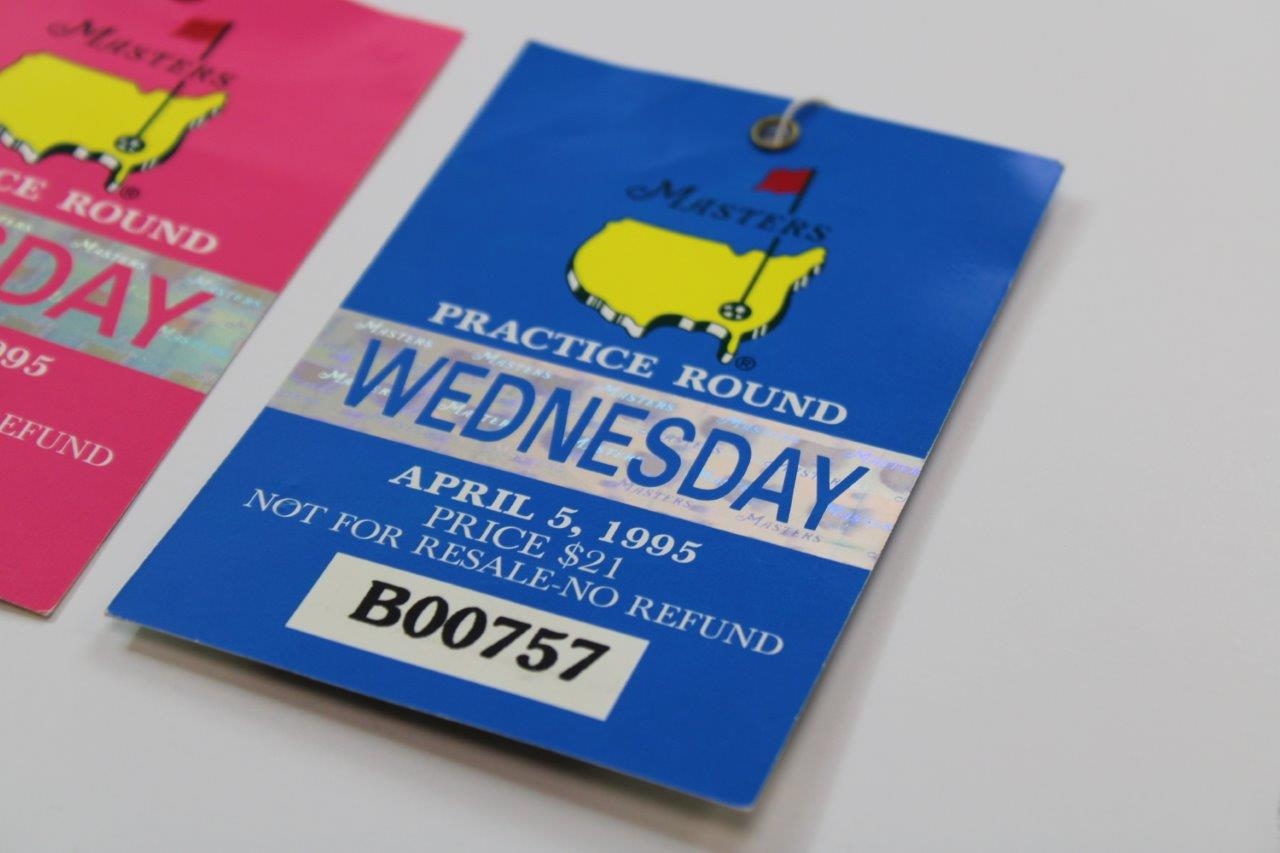 Masters
CE ROUND
SDAY
995
EFUND
Masters
®
PRACTICE ROUND
WEDNESDAY
APRIL 5, 1995
PRICE $21
NOT FOR RESALE-NO REFUND
B00757